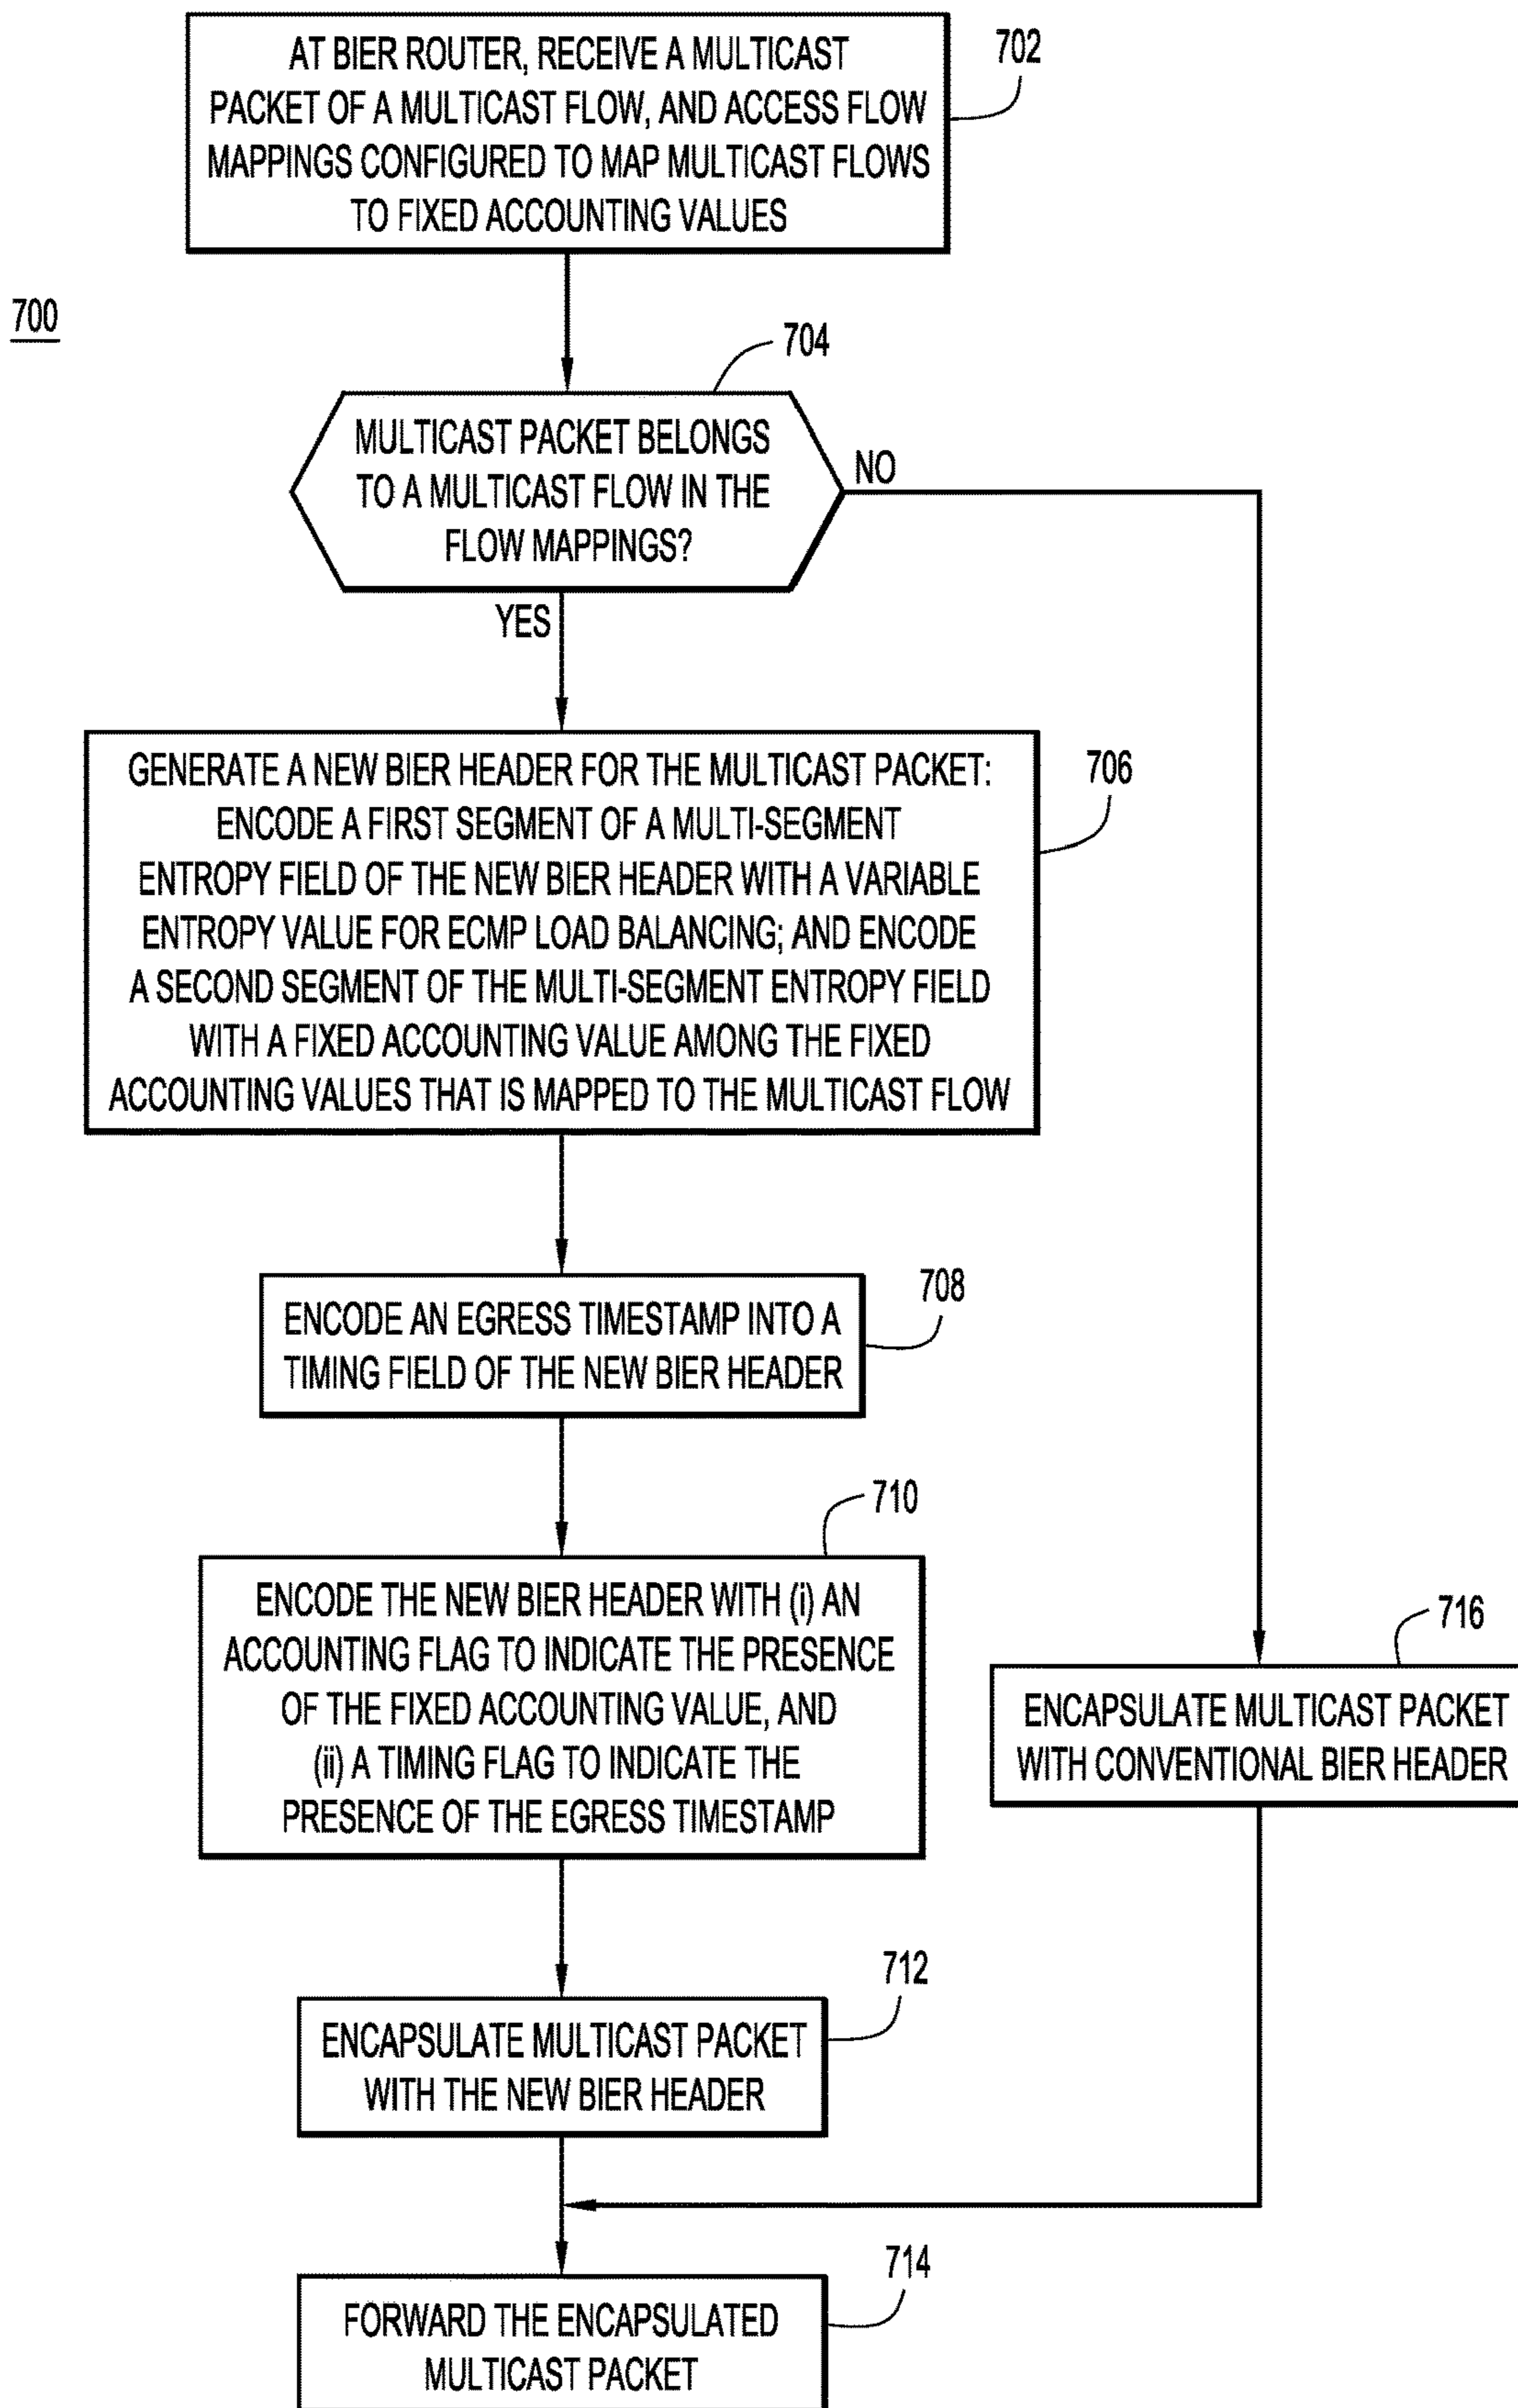 AT BIER ROUTER, RECEIVE A MULTICAST
PACKET OF A MULTICAST FLOW, AND ACCESS FLOW
MAPPINGS CONFIGURED TO MAP MULTICAST FLOWS
TO FIXED ACCOUNTING VALUES
702
700
704
MULTICAST PACKET BELONGS
TO A MULTICAST FLOW IN THE
FLOW MAPPINGS?
NO
YES
GENERATE A NEW BIER HEADER FOR THE MULTICAST PACKET:
ENCODE A FIRST SEGMENT OF A MULTI-SEGMENT
ENTROPY FIELD OF THE NEW BIER HEADER WITH A VARIABLE
ENTROPY VALUE FOR ECMP LOAD BALANCING; AND ENCODE
A SECOND SEGMENT OF THE MULTI-SEGMENT ENTROPY FIELD
WITH A FIXED ACCOUNTING VALUE AMONG THE FIXED
ACCOUNTING VALUES THAT IS MAPPED TO THE MULTICAST FLOW
706
ENCODE AN EGRESS TIMESTAMP INTO A
TIMING FIELD OF THE NEW BIER HEADER
708
710
ENCODE THE NEW BIER HEADER WITH (i) AN
ACCOUNTING FLAG TO INDICATE THE PRESENCE
OF THE FIXED ACCOUNTING VALUE, AND
(ii) A TIMING FLAG TO INDICATE THE
PRESENCE OF THE EGRESS TIMESTAMP
716
ENCAPSULATE MULTICAST PACKET
WITH CONVENTIONAL BIER HEADER
712
ENCAPSULATE MULTICAST PACKET
WITH THE NEW BIER HEADER
714
FORWARD THE ENCAPSULATED
MULTICAST PACKET